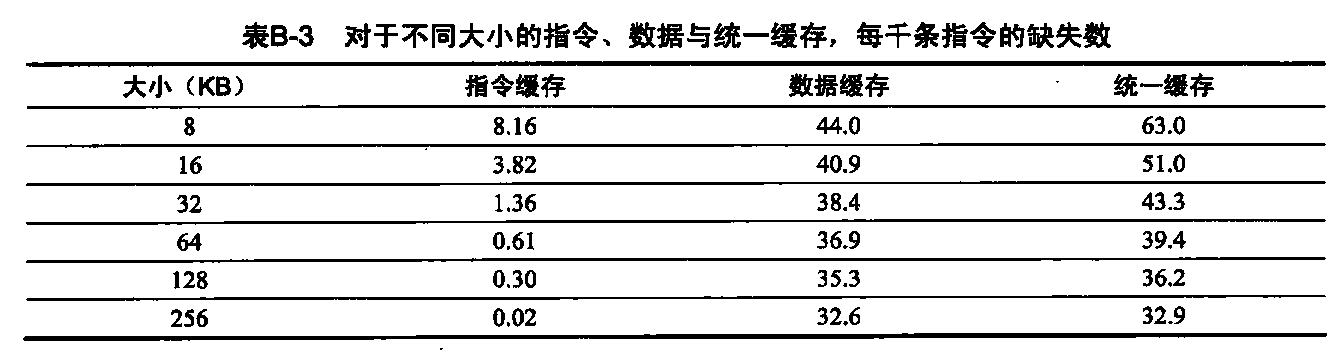 表B-3 对于不同大小的指令、数据与统一缓存，每千条指令的缺失数
大小（KB） 指令缓存 数据缓存 统一缓存
8 8.16 44.0 63.0
16 3.82 40.9 51.0
32 1.36 38.4 43.3
64 0.61 36.9 39.4
128 0.30 35.3 36.2
256 0.02 32.6 32.9